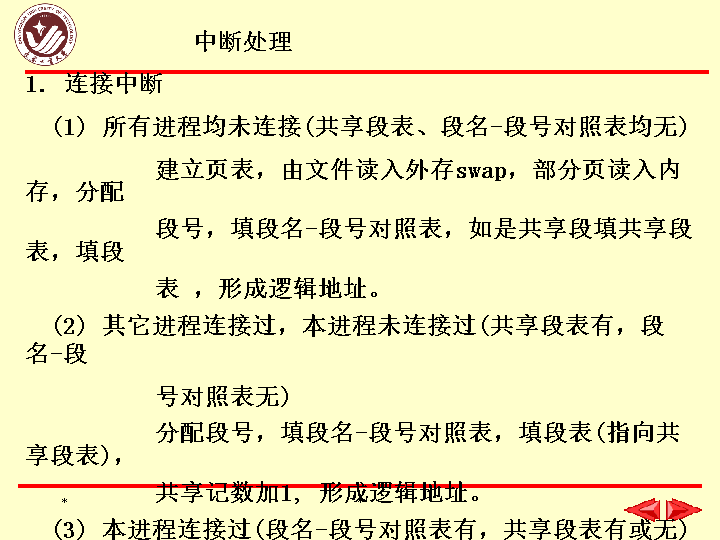 中断处理
1. 连接中断
(1) 所有进程均未连接(共享段表、段名-段号对照表均无)
建立页表，由文件读入外存swap，部分页读入内
存，分配
段号，填段名-段号对照表，如是共享段填共享段
表，填段
表 ，形成逻辑地址。
(2) 其它进程连接过，本进程未连接过(共享段表有，段
名-段
号对照表无)
分配段号，填段名-段号对照表，填段表(指向共
享段表)，
共享记数加1, 形成逻辑地址。
*
(3) 本进程连接过(段名-段号对照表有，共享段表有或无)